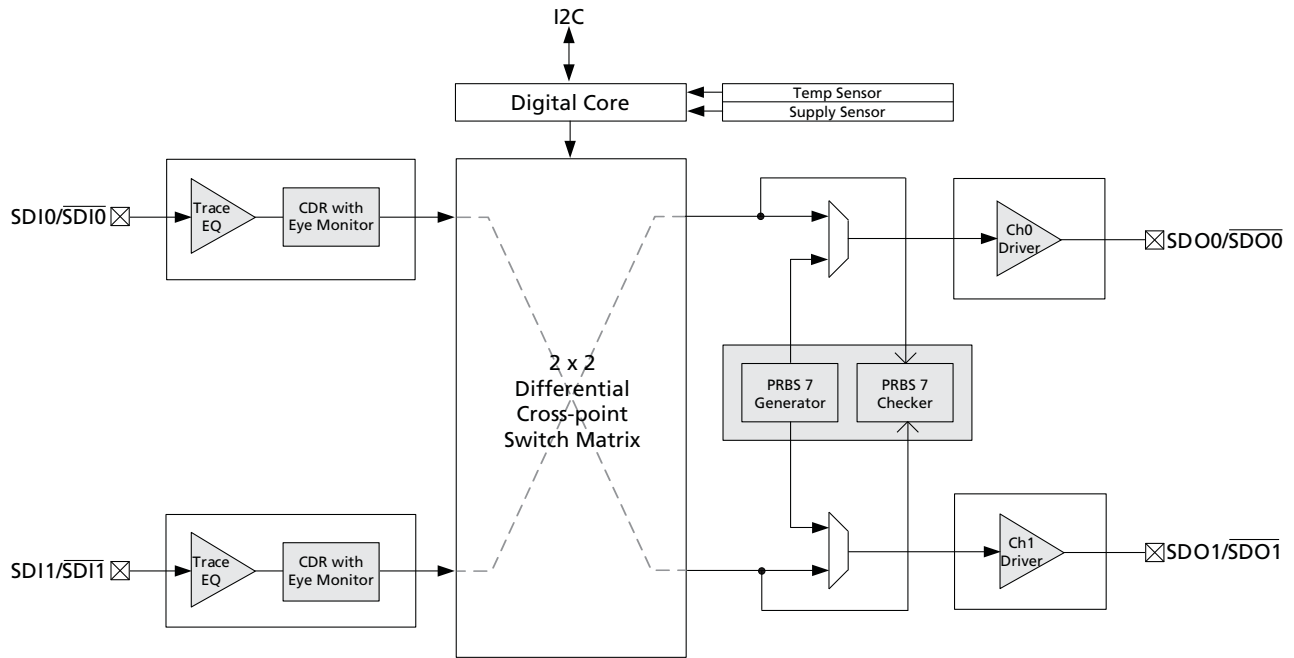 I2C
Digital Core
Temp Sensor
Supply Sensor
SDI0/SDI0
Trace
EQ
CDR with
Eye Monitor
Ch0
Driver
SDO0/SDO0
2 x 2
Differential
Cross-point
Switch Matrix
PRBS 7
Generator
PRBS 7
Checker
SDI1/SDI1
Trace
EQ
CDR with
Eye Monitor
Ch1
Driver
SDO1/SDO1